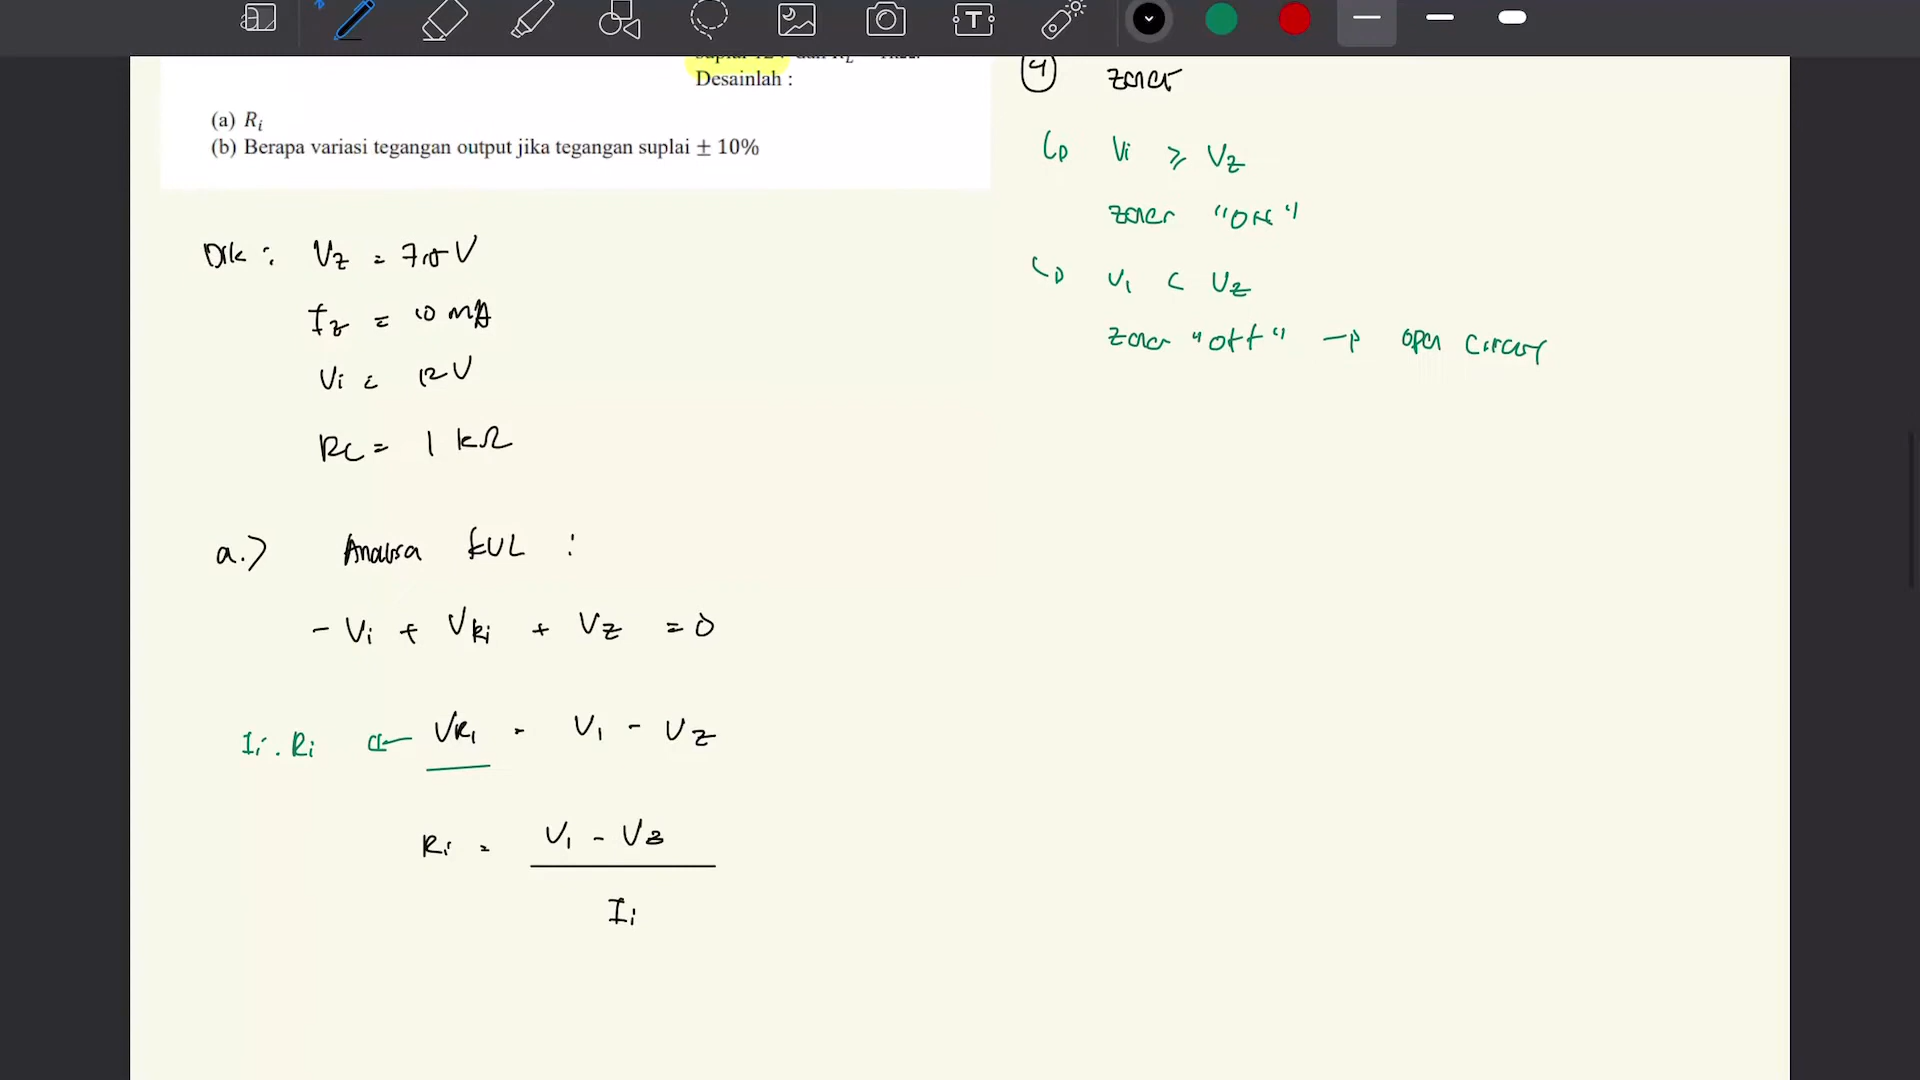 Desainlah :
(a) Ri
(b) Berapa variasi tegangan output jika tegangan suplai ± 10%
Dik : Vz = 7,5 V
Iz = 10 mA
Vi = 12 V
RL = 1 kΩ
a.) Analisa KVL :
- Vi + VRi + Vz = 0
Ii . Ri ← VRi = Vi - Vz
Ri = Vi - Vz
Ii
④ zener
↳ Vi ≥ Vz
zener "ON"
↳ Vi < Vz
zener "Off" → open circuit